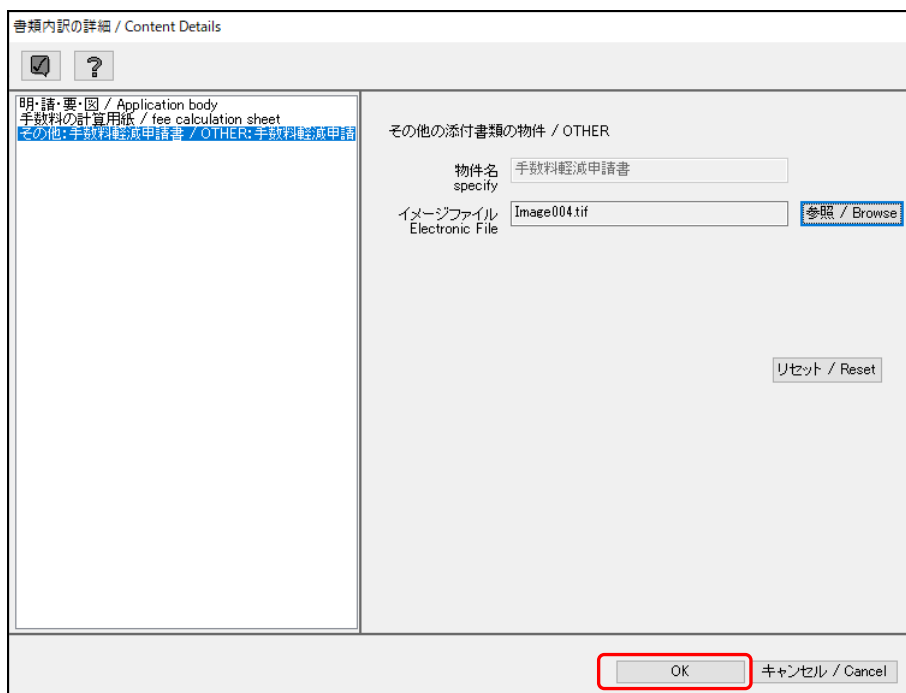 書類内訳の詳細 / Content Details
?
明・請・要・図 / Application body
手数料の計算用紙 / fee calculation sheet
その他:手数料軽減申請書 / OTHER:手数料軽減申請
その他の添付書類の物件 / OTHER
物件名
specify
手数料軽減申請書
イメージファイル
Electronic File
Image004.tif
参照 / Browse
リセット / Reset
OK
キャンセル / Cancel